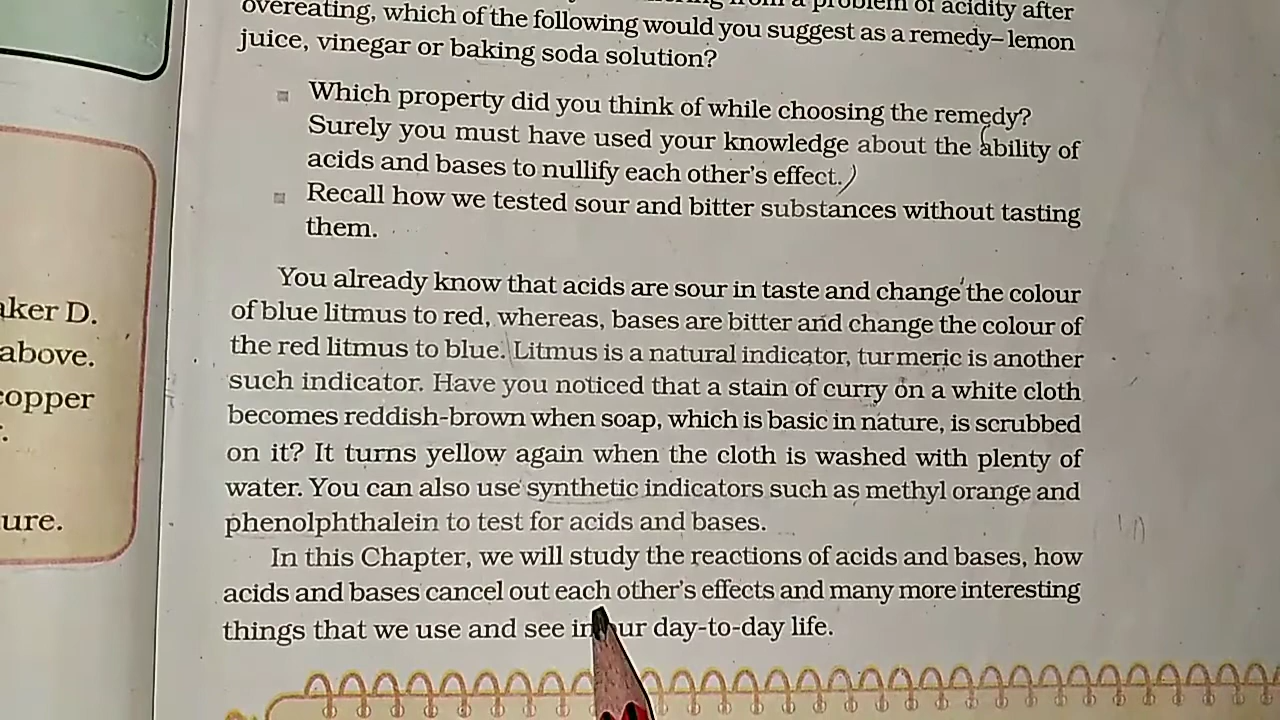 from a problem of acidity after
overeating, which of the following would you suggest as a remedy–lemon
juice, vinegar or baking soda solution?
Which property did you think of while choosing the remedy?
Surely you must have used your knowledge about the ability of
acids and bases to nullify each other's effect.
Recall how we tested sour and bitter substances without tasting
them.
You already know that acids are sour in taste and change the colour
of blue litmus to red, whereas, bases are bitter and change the colour of
the red litmus to blue. Litmus is a natural indicator, turmeric is another
such indicator. Have you noticed that a stain of curry on a white cloth
becomes reddish-brown when soap, which is basic in nature, is scrubbed
on it? It turns yellow again when the cloth is washed with plenty of
water. You can also use synthetic indicators such as methyl orange and
phenolphthalein to test for acids and bases.
In this Chapter, we will study the reactions of acids and bases, how
acids and bases cancel out each other's effects and many more interesting
things that we use and see in our day-to-day life.
aker D.
above.
copper
ure.